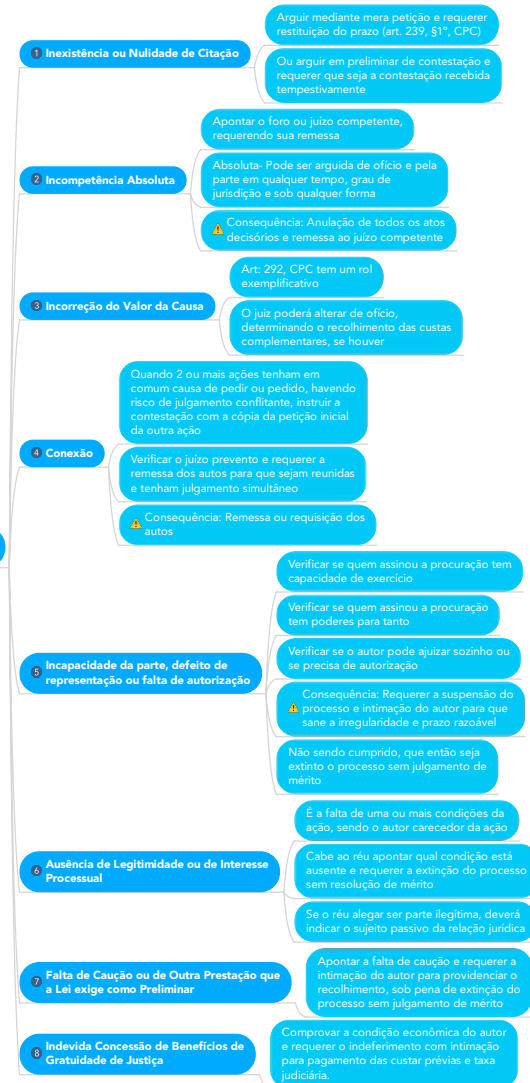 1 Inexistência ou Nulidade de Citação
Arguir mediante mera petição e requerer
restituição do prazo (art. 239, §1º, CPC)
Ou arguir em preliminar de contestação e
requerer que seja a contestação recebida
tempestivamente
2 Incompetência Absoluta
Apontar o foro ou juízo competente,
requerendo sua remessa
Absoluta- Pode ser arguida de ofício e pela
parte em qualquer tempo, grau de
jurisdição e sob qualquer forma
Consequência: Anulação de todos os atos
decisórios e remessa ao juízo competente
3 Incorreção do Valor da Causa
Art: 292, CPC tem um rol
exemplificativo
O juiz poderá alterar de ofício,
determinando o recolhimento das custas
complementares, se houver
4 Conexão
Quando 2 ou mais ações tenham em
comum causa de pedir ou pedido, havendo
risco de julgamento conflitante, instruir a
contestação com a cópia da petição inicial
da outra ação
Verificar o juízo prevento e requerer a
remessa dos autos para que sejam reunidas
e tenham julgamento simultâneo
Consequência: Remessa ou requisição dos
autos
5 Incapacidade da parte, defeito de
representação ou falta de autorização
Verificar se quem assinou a procuração tem
capacidade de exercício
Verificar se quem assinou a procuração
tem poderes para tanto
Verificar se o autor pode ajuizar sozinho ou
se precisa de autorização
Consequência: Requerer a suspensão do
processo e intimação do autor para que
sane a irregularidade e prazo razoável
Não sendo cumprido, que então seja
extinto o processo sem julgamento de
mérito
6 Ausência de Legitimidade ou de Interesse
Processual
É a falta de uma ou mais condições da
ação, sendo o autor carecedor da ação
Cabe ao réu apontar qual condição está
ausente e requerer a extinção do processo
sem resolução de mérito
Se o réu alegar ser parte ilegítima, deverá
indicar o sujeito passivo da relação jurídica
7 Falta de Caução ou de Outra Prestação que
a Lei exige como Preliminar
Apontar a falta de caução e requerer a
intimação do autor para providenciar o
recolhimento, sob pena de extinção do
processo sem julgamento de mérito
8 Indevida Concessão de Benefícios de
Gratuidade de Justiça
Comprovar a condição econômica do autor
e requerer o indeferimento com intimação
para pagamento das custar prévias e taxa
judiciária.